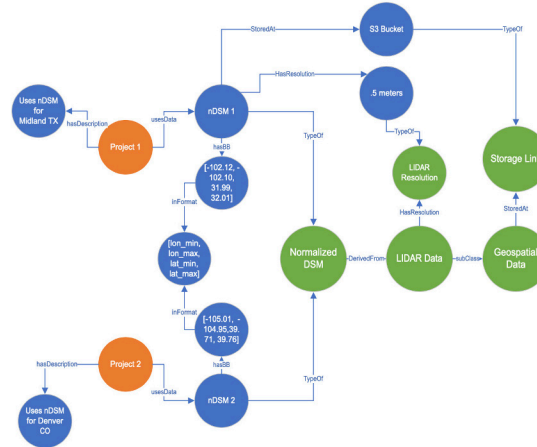 StoredAt
S3 Bucket
TypeOf
HasResolution
.5 meters
Uses nDSM
for
Midland TX
hasDescription
Project 1
usesData
nDSM 1
TypeOf
TypeOf
hasBB
[-102.12, -
102.10,
31.99,
32.01]
LIDAR
Resolution
Storage Link
inFormat
HasResolution
StoredAt
[lon_min,
lon_max,
lat_min,
lat_max]
Normalized
DSM
DerivedFrom
LIDAR Data
subClass
Geospatial
Data
inFormat
[-105.01, -
104.95,39.
71, 39.76]
hasBB
hasDescription
Project 2
usesData
nDSM 2
TypeOf
Uses nDSM
for Denver
CO